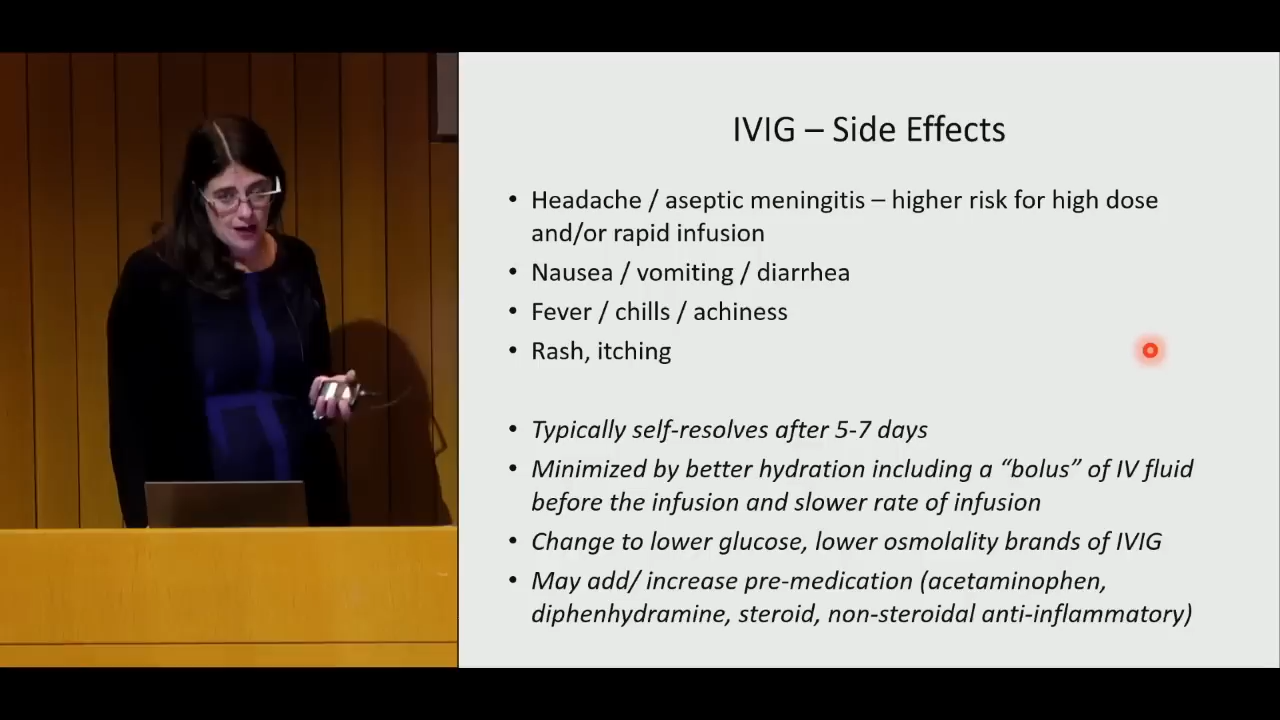 IVIG – Side Effects
• Headache / aseptic meningitis – higher risk for high dose
and/or rapid infusion
• Nausea / vomiting / diarrhea
• Fever / chills / achiness
• Rash, itching
• Typically self-resolves after 5-7 days
• Minimized by better hydration including a “bolus” of IV fluid
before the infusion and slower rate of infusion
• Change to lower glucose, lower osmolality brands of IVIG
• May add/ increase pre-medication (acetaminophen,
diphenhydramine, steroid, non-steroidal anti-inflammatory)